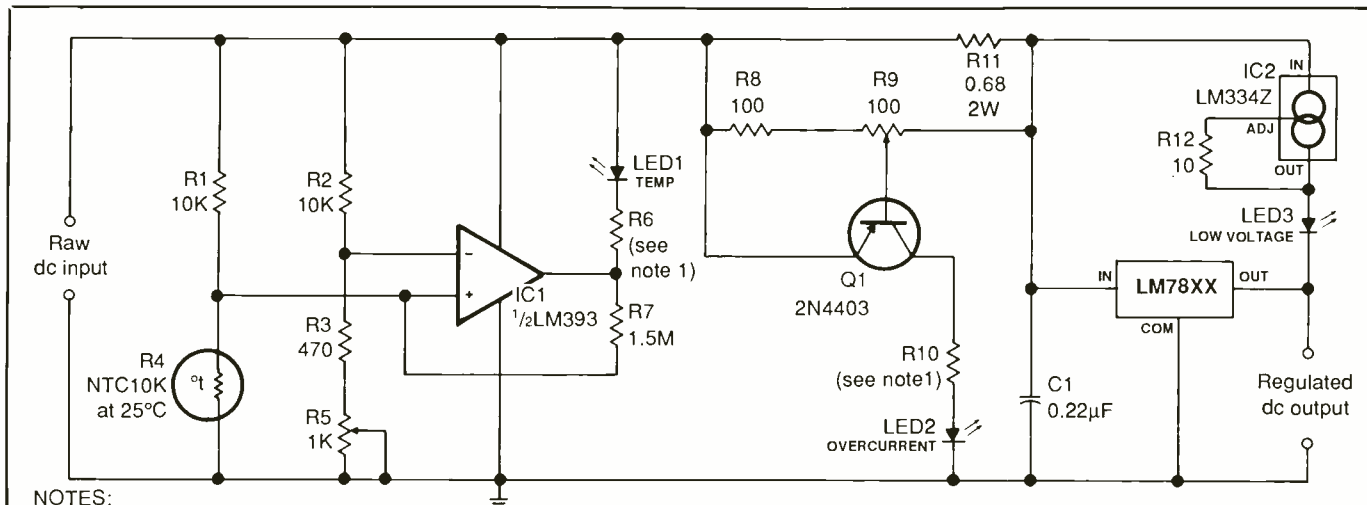 Raw
dc input
R1
10K
R2
10K
R4
NTC10K
at 25°C
°t
R3
470
R5
1K
−
+
IC1
1/2LM393
LED1
TEMP
R6
(see
note 1)
R7
1.5M
R8
100
R9
100
R11
0.68
2W
Q1
2N4403
R10
(see note1)
LED2
OVERCURRENT
C1
0.22µF
IC2
LM334Z
IN
ADJ
OUT
R12
10
LED3
LOW VOLTAGE
IN
LM78XX
OUT
COM
Regulated
dc output
NOTES: